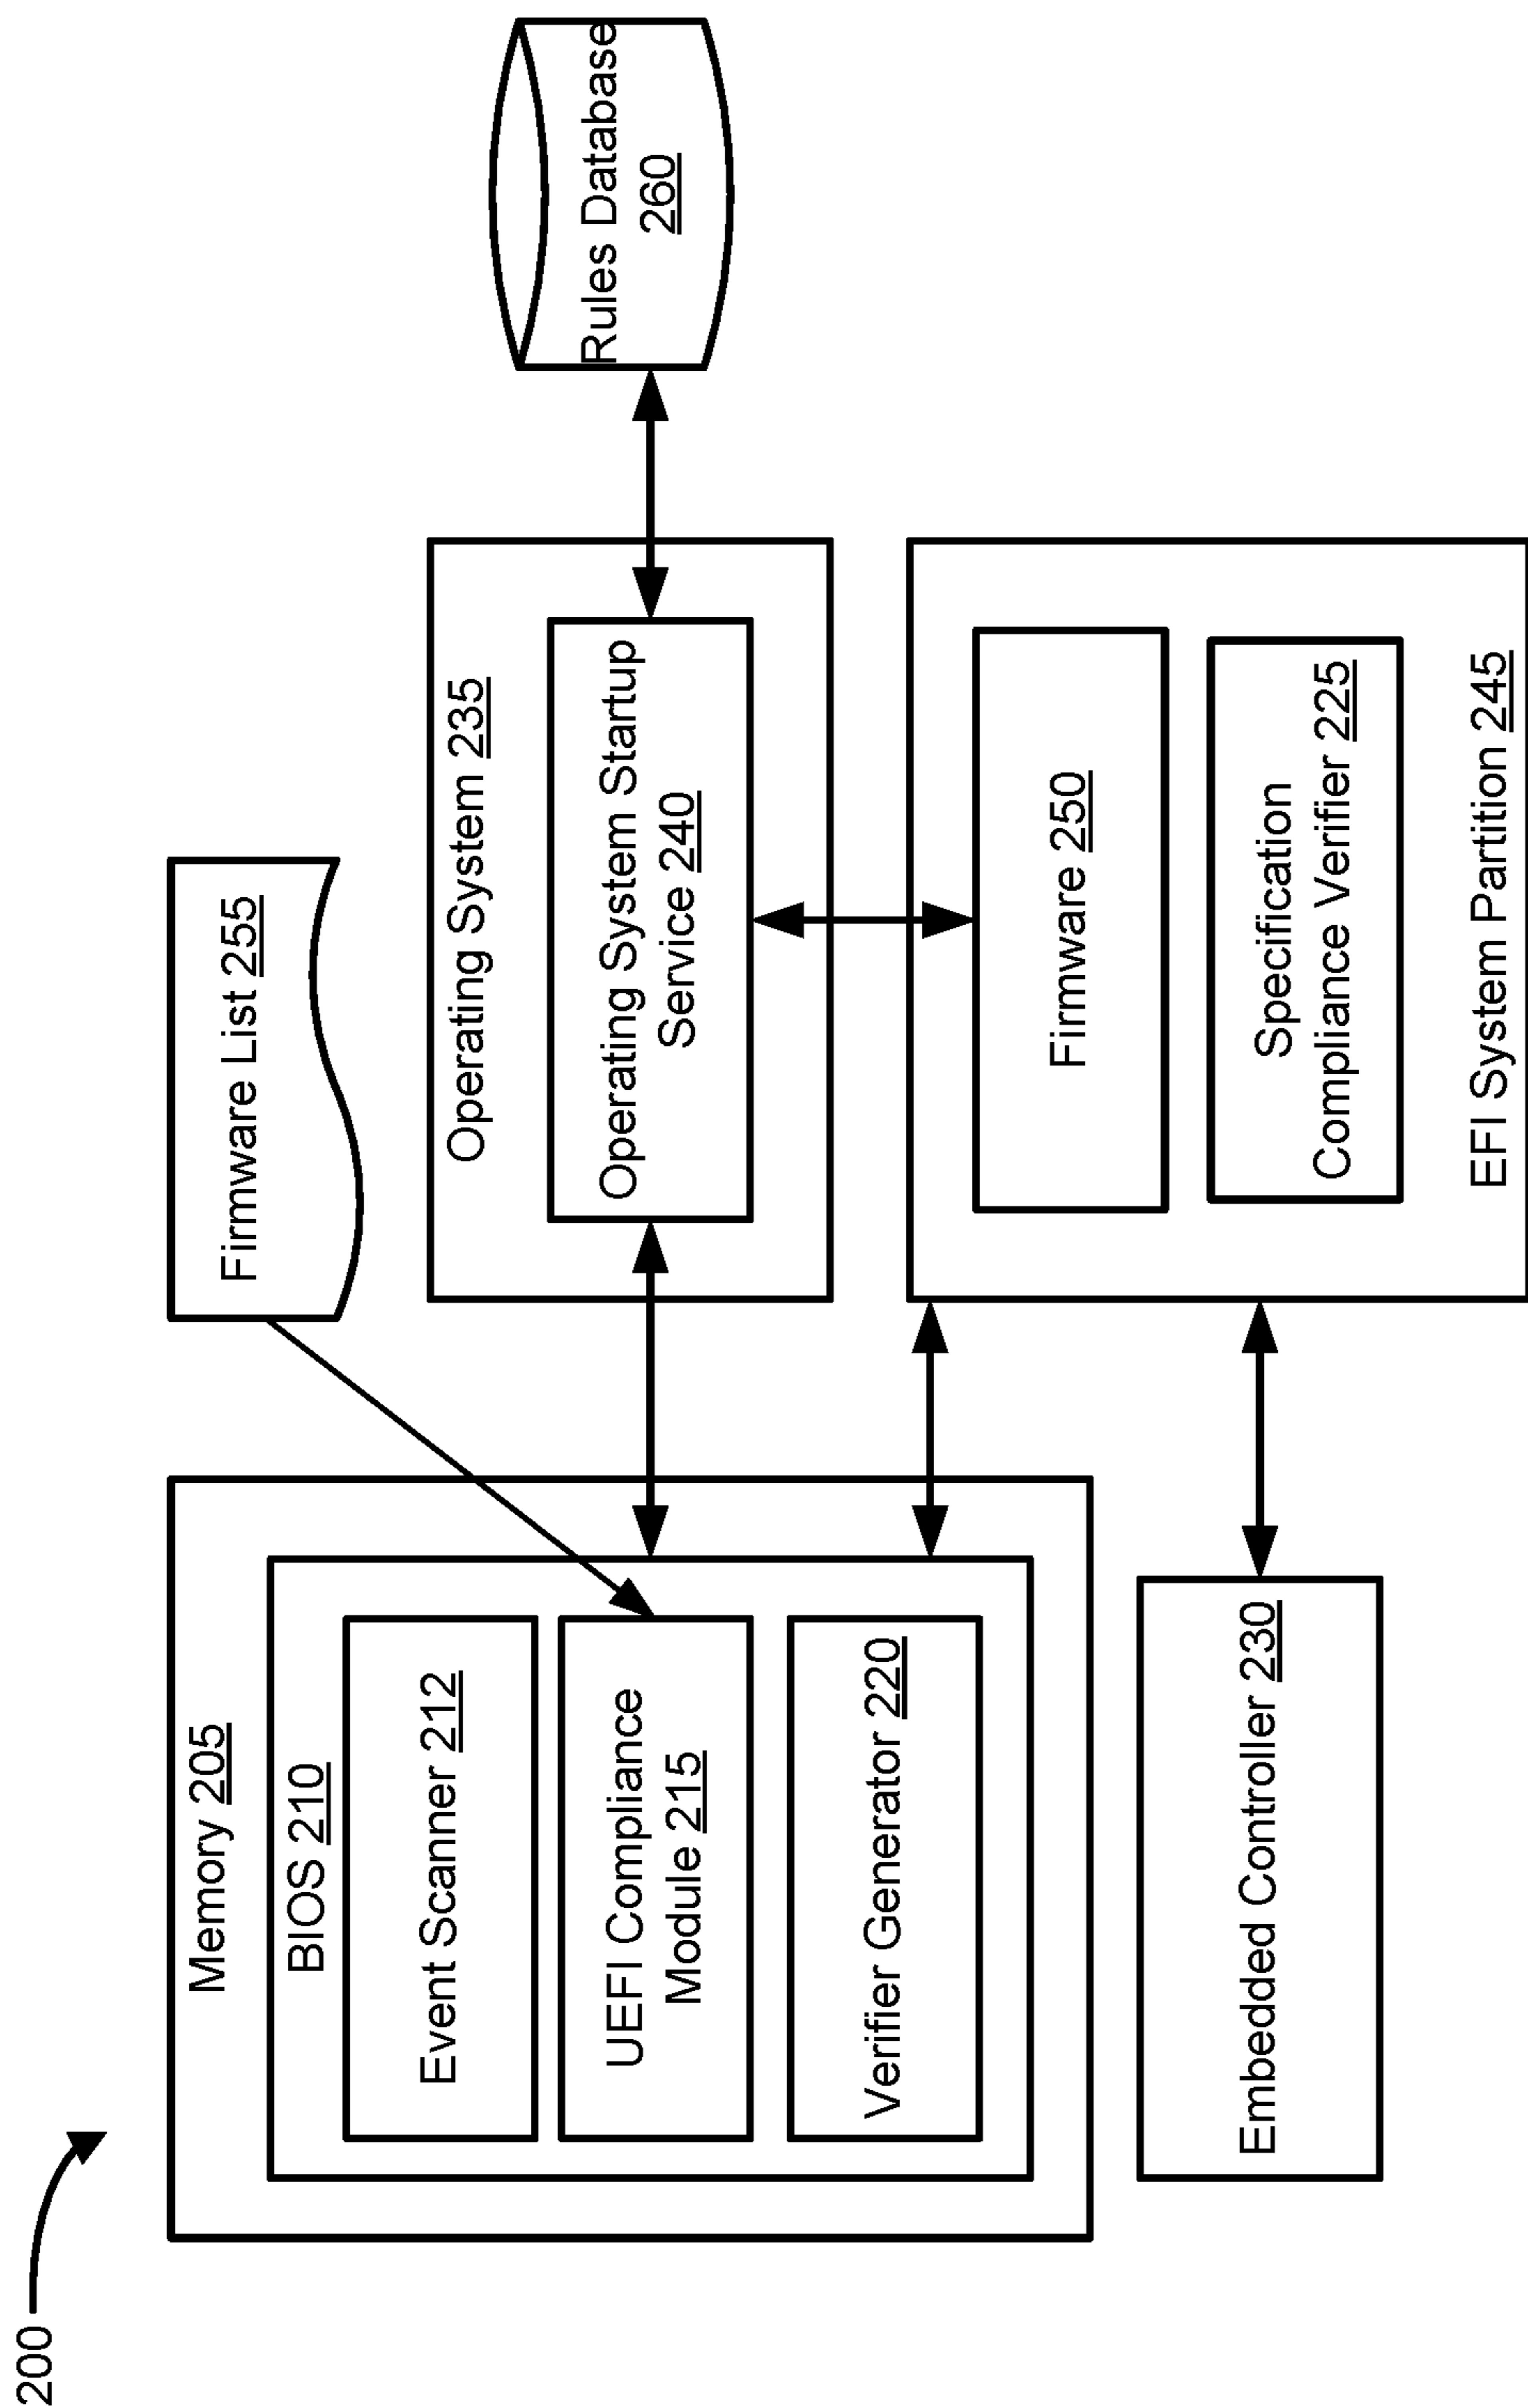 200
Memory 205
BIOS 210
Event Scanner 212
UEFI Compliance
Module 215
Verifier Generator 220
Embedded Controller 230
Firmware List 255
Operating System 235
Operating System Startup
Service 240
Firmware 250
Specification
Compliance Verifier 225
EFI System Partition 245
Rules Database
260